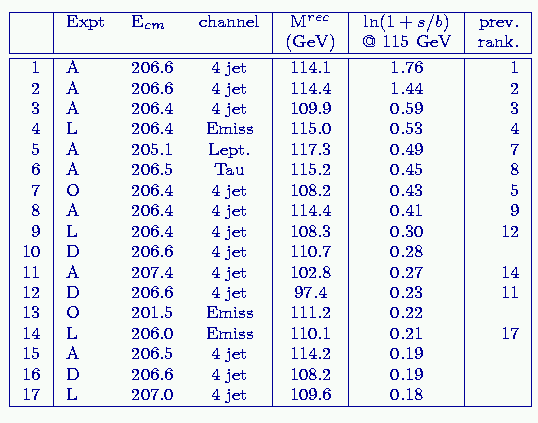 Expt E_cm channel M^rec ln(1 + s/b) prev.
(GeV) @ 115 GeV rank.
1 A 206.6 4 jet 114.1 1.76 1
2 A 206.6 4 jet 114.4 1.44 2
3 A 206.4 4 jet 109.9 0.59 3
4 L 206.4 Emiss 115.0 0.53 4
5 A 205.1 Lept. 117.3 0.49 7
6 A 206.5 Tau 115.2 0.45 8
7 O 206.4 4 jet 108.2 0.43 5
8 A 206.4 4 jet 114.4 0.41 9
9 L 206.4 4 jet 108.3 0.30 12
10 D 206.6 4 jet 110.7 0.28
11 A 207.4 4 jet 102.8 0.27 14
12 D 206.6 4 jet 97.4 0.23 11
13 O 201.5 Emiss 111.2 0.22
14 L 206.0 Emiss 110.1 0.21 17
15 A 206.5 4 jet 114.2 0.19
16 D 206.6 4 jet 108.2 0.19
17 L 207.0 4 jet 109.6 0.18